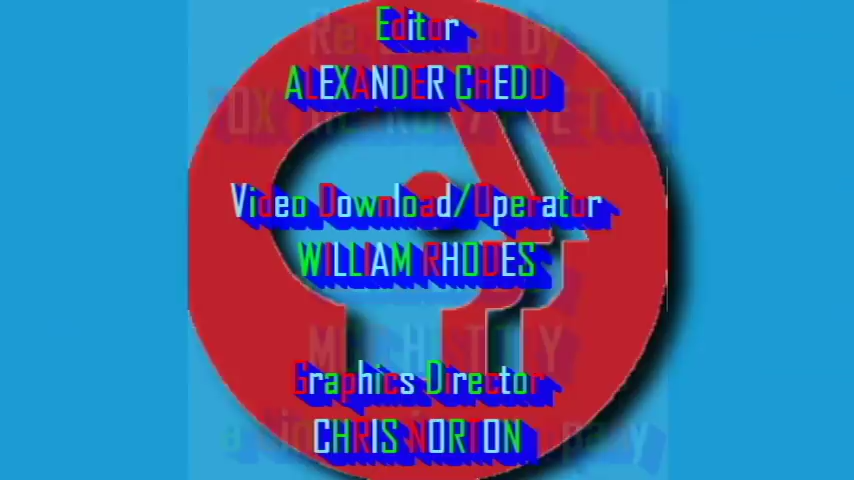 Editor
ALEXANDER CHEDD
Video Download/Operator
WILLIAM RHODES
Graphics Director
CHRIS NORTON